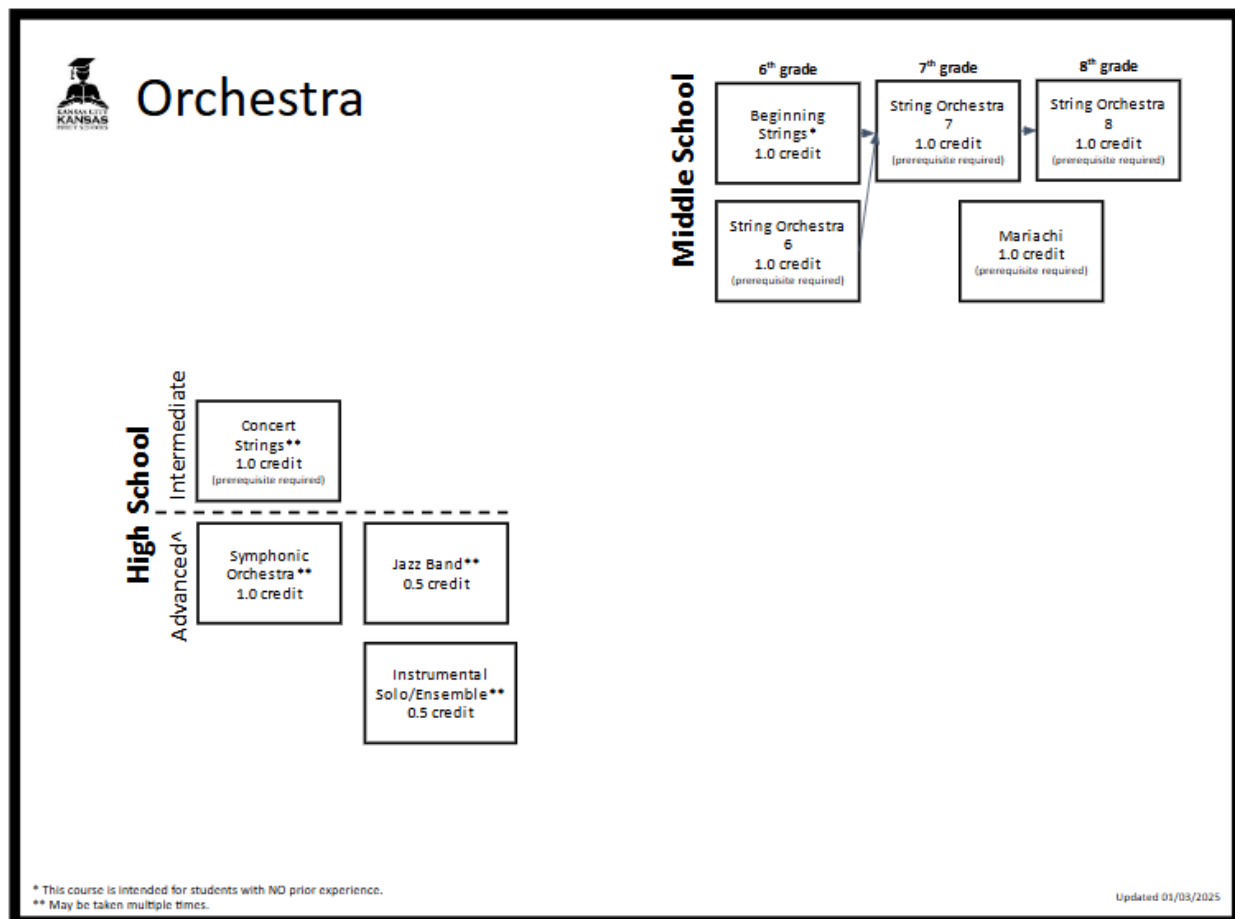 KANSAS CITY
KANSAS
PUBLIC SCHOOLS
Orchestra
Middle School
6th grade
7th grade
8th grade
Beginning
Strings*
1.0 credit
String Orchestra
7
1.0 credit
(prerequisite required)
String Orchestra
8
1.0 credit
(prerequisite required)
String Orchestra
6
1.0 credit
(prerequisite required)
Mariachi
1.0 credit
(prerequisite required)
High School
Intermediate
Concert
Strings**
1.0 credit
(prerequisite required)
Advanced^
Symphonic
Orchestra**
1.0 credit
Jazz Band**
0.5 credit
Instrumental
Solo/Ensemble**
0.5 credit
* This course is intended for students with NO prior experience.
** May be taken multiple times.
Updated 01/03/2025